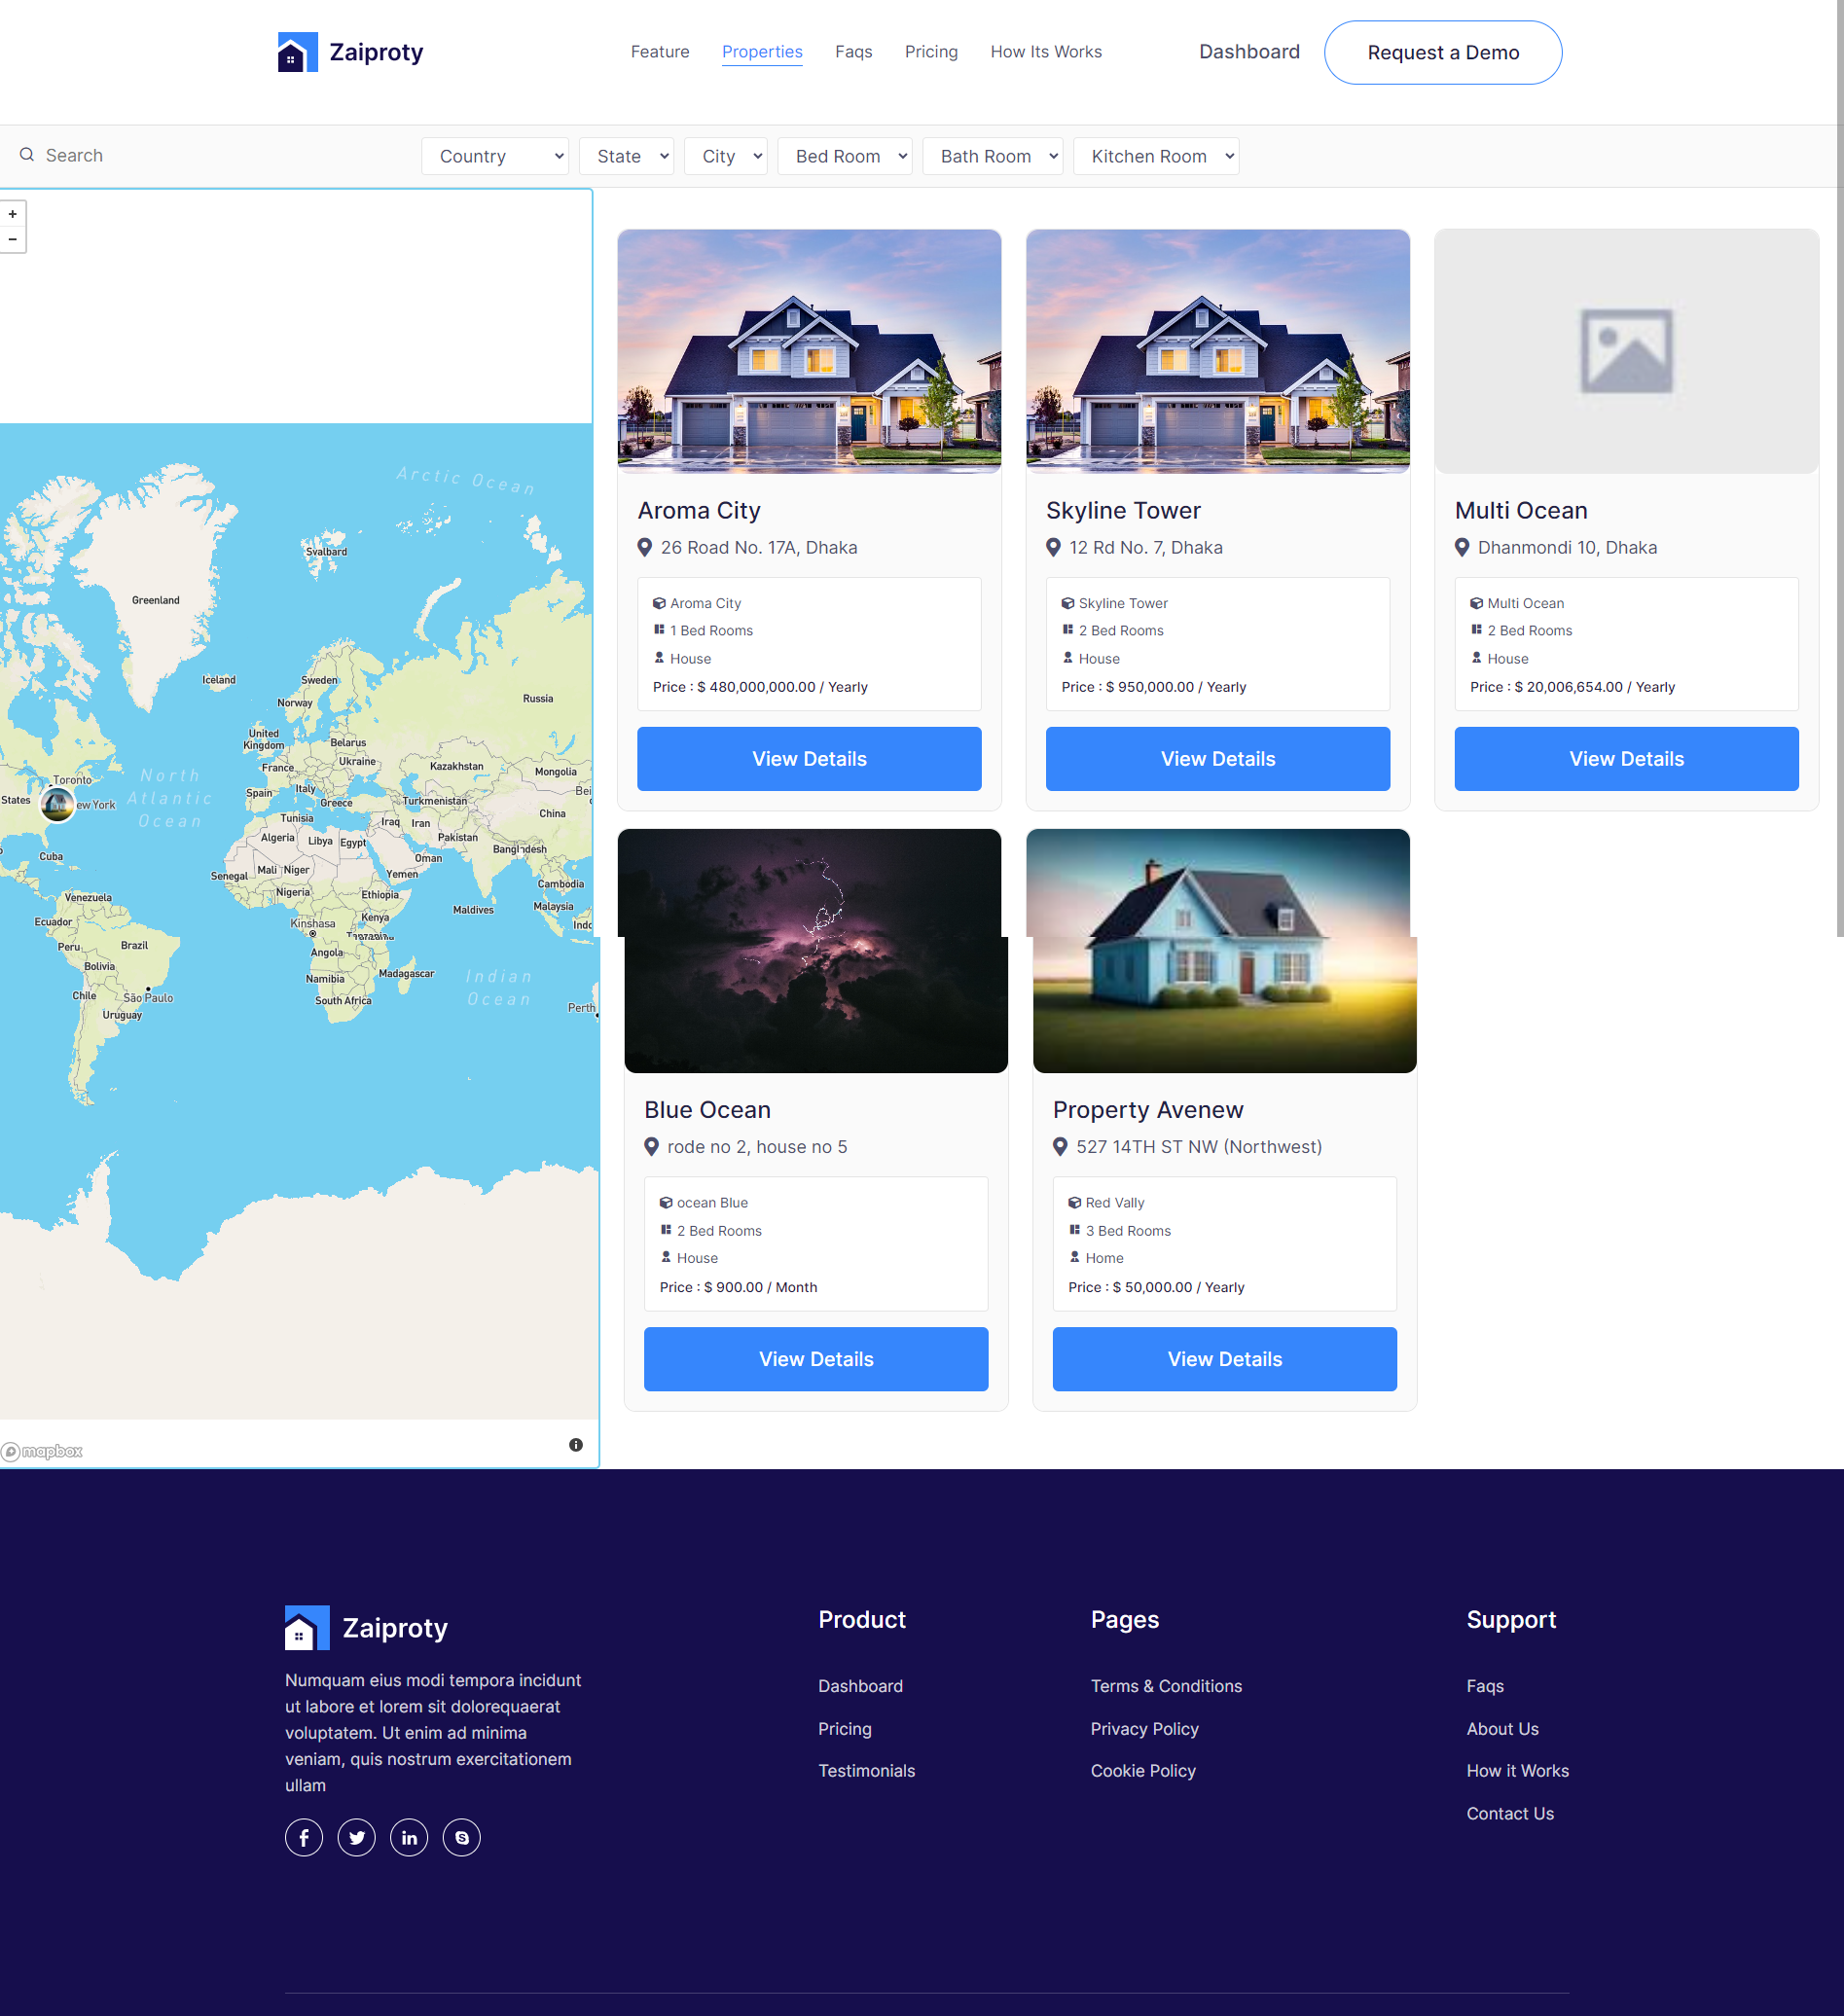 Zaiproty
Feature Properties Faqs Pricing How Its Works
Dashboard
Request a Demo
Search
Country State City Bed Room Bath Room Kitchen Room
+
−
Arctic Ocean
Svalbard
Greenland
Iceland
Sweden
Norway
Russia
United
Kingdom
Belarus
Ukraine
France
Kazakhstan
Mongolia
Toronto
North
Atlantic
Ocean
States
ew York
Spain
Italy
Greece
Turkmenistan
Bei
China
Tunisia
Iraq
Iran
Algeria
Libya
Egypt
Pakistan
Cuba
Oman
Bangladesh
Senegal
Mali
Niger
Yemen
Cambodia
Venezuela
Nigeria
Ethiopia
Maldives
Malaysia
Ecuador
Kinshasa
Kenya
Indo
Peru
Brazil
Tanzania
Angola
Bolivia
Namibia
Madagascar
Indian
Ocean
Chile
São Paulo
South Africa
Perth
Uruguay
mapbox
Aroma City
26 Road No. 17A, Dhaka
Aroma City
1 Bed Rooms
House
Price : $ 480,000,000.00 / Yearly
View Details
Skyline Tower
12 Rd No. 7, Dhaka
Skyline Tower
2 Bed Rooms
House
Price : $ 950,000.00 / Yearly
View Details
Multi Ocean
Dhanmondi 10, Dhaka
Multi Ocean
2 Bed Rooms
House
Price : $ 20,006,654.00 / Yearly
View Details
Blue Ocean
rode no 2, house no 5
ocean Blue
2 Bed Rooms
House
Price : $ 900.00 / Month
View Details
Property Avenew
527 14TH ST NW (Northwest)
Red Vally
3 Bed Rooms
Home
Price : $ 50,000.00 / Yearly
View Details
Zaiproty
Numquam eius modi tempora incidunt
ut labore et lorem sit dolorequaerat
voluptatem. Ut enim ad minima
veniam, quis nostrum exercitationem
ullam
Product
Dashboard
Pricing
Testimonials
Pages
Terms & Conditions
Privacy Policy
Cookie Policy
Support
Faqs
About Us
How it Works
Contact Us